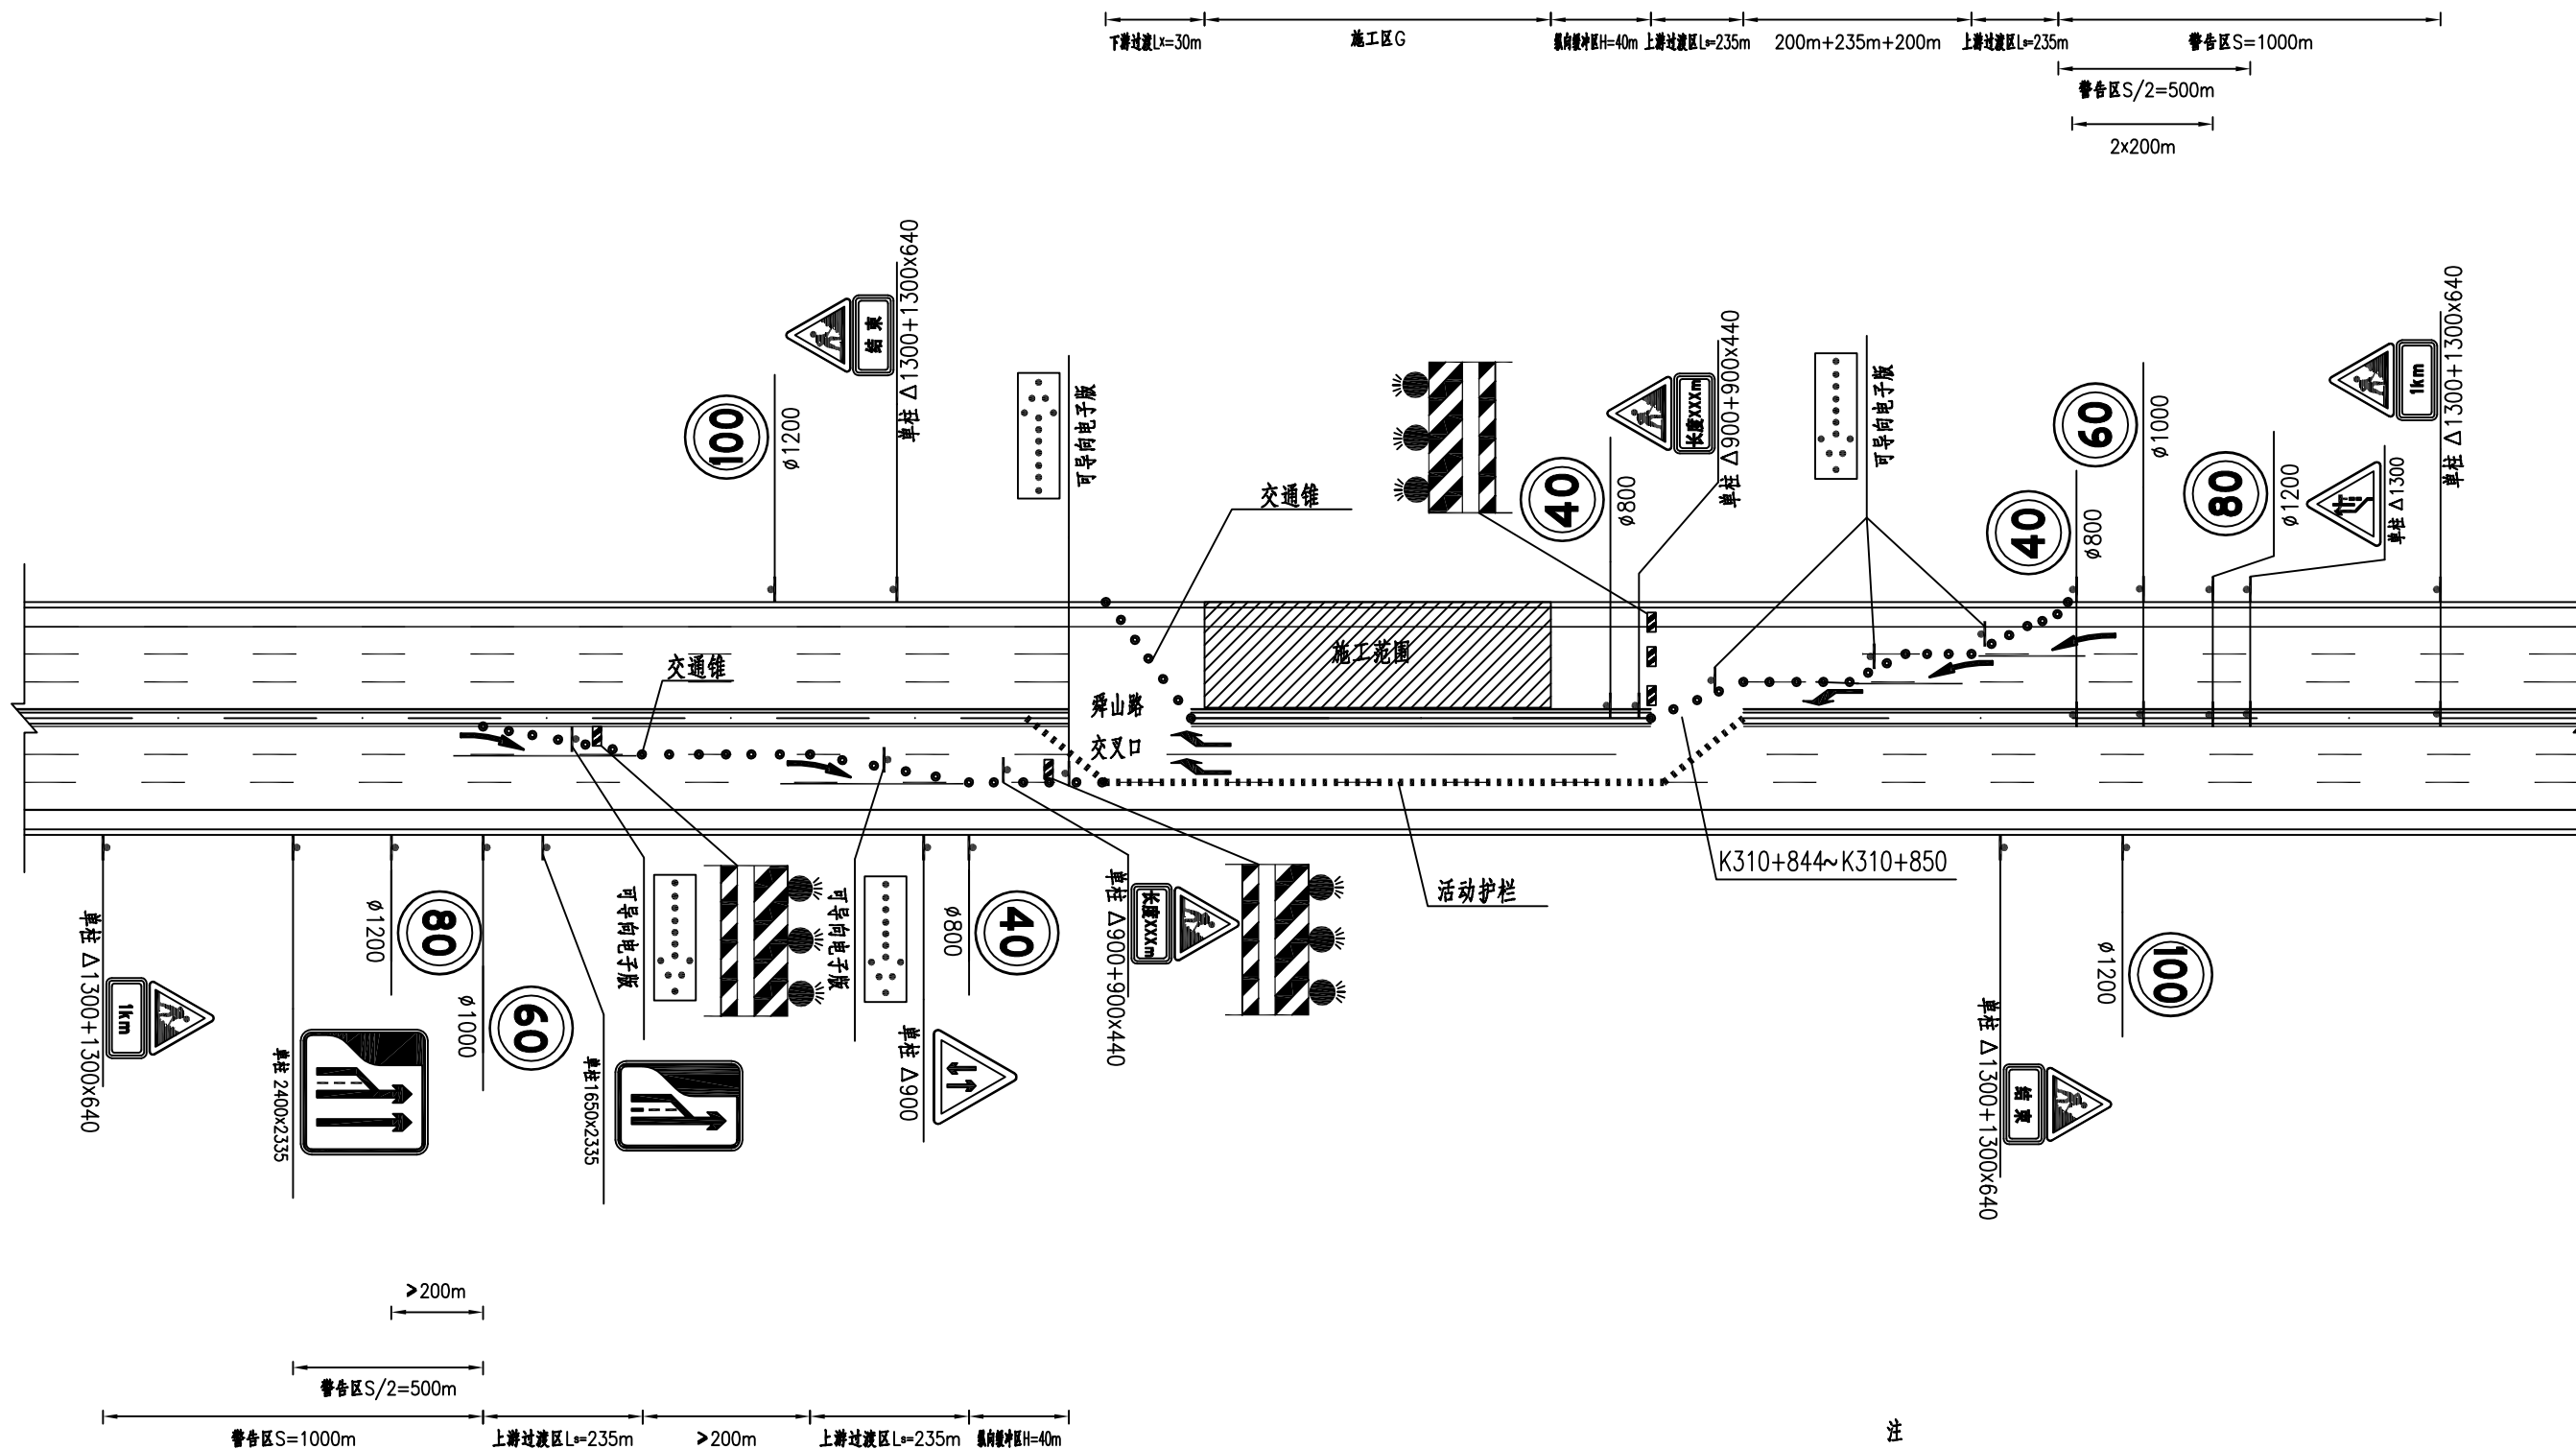 下游过渡Lx=30m
施工区G
纵向缓冲区H=40m
上游过渡区Ls=235m
200m+235m+200m
上游过渡区Ls=235m
警告区S=1000m
警告区S/2=500m
2x200m
100
ø1200
结束
单柱 Δ1300+1300x640
可导向电子版
交通锥
40
ø800
长度XXXm
单柱 Δ900+900x440
可导向电子版
40
ø800
60
ø1000
80
ø1200
单柱 Δ1300
1km
单柱 Δ1300+1300x640
交通锥
施工范围
舜山路
交叉口
K310+844~K310+850
活动护栏
单柱 Δ1300+1300x640
1km
单柱 2400x2335
ø1200
80
ø1000
60
单柱1650x2335
可导向电子版
可导向电子版
单柱 Δ900
ø800
40
单柱 Δ900+900x440
长度XXXm
单柱 Δ1300+1300x640
结束
ø1200
100
>200m
警告区S/2=500m
警告区S=1000m
上游过渡区Ls=235m
>200m
上游过渡区Ls=235m
纵向缓冲区H=40m
注